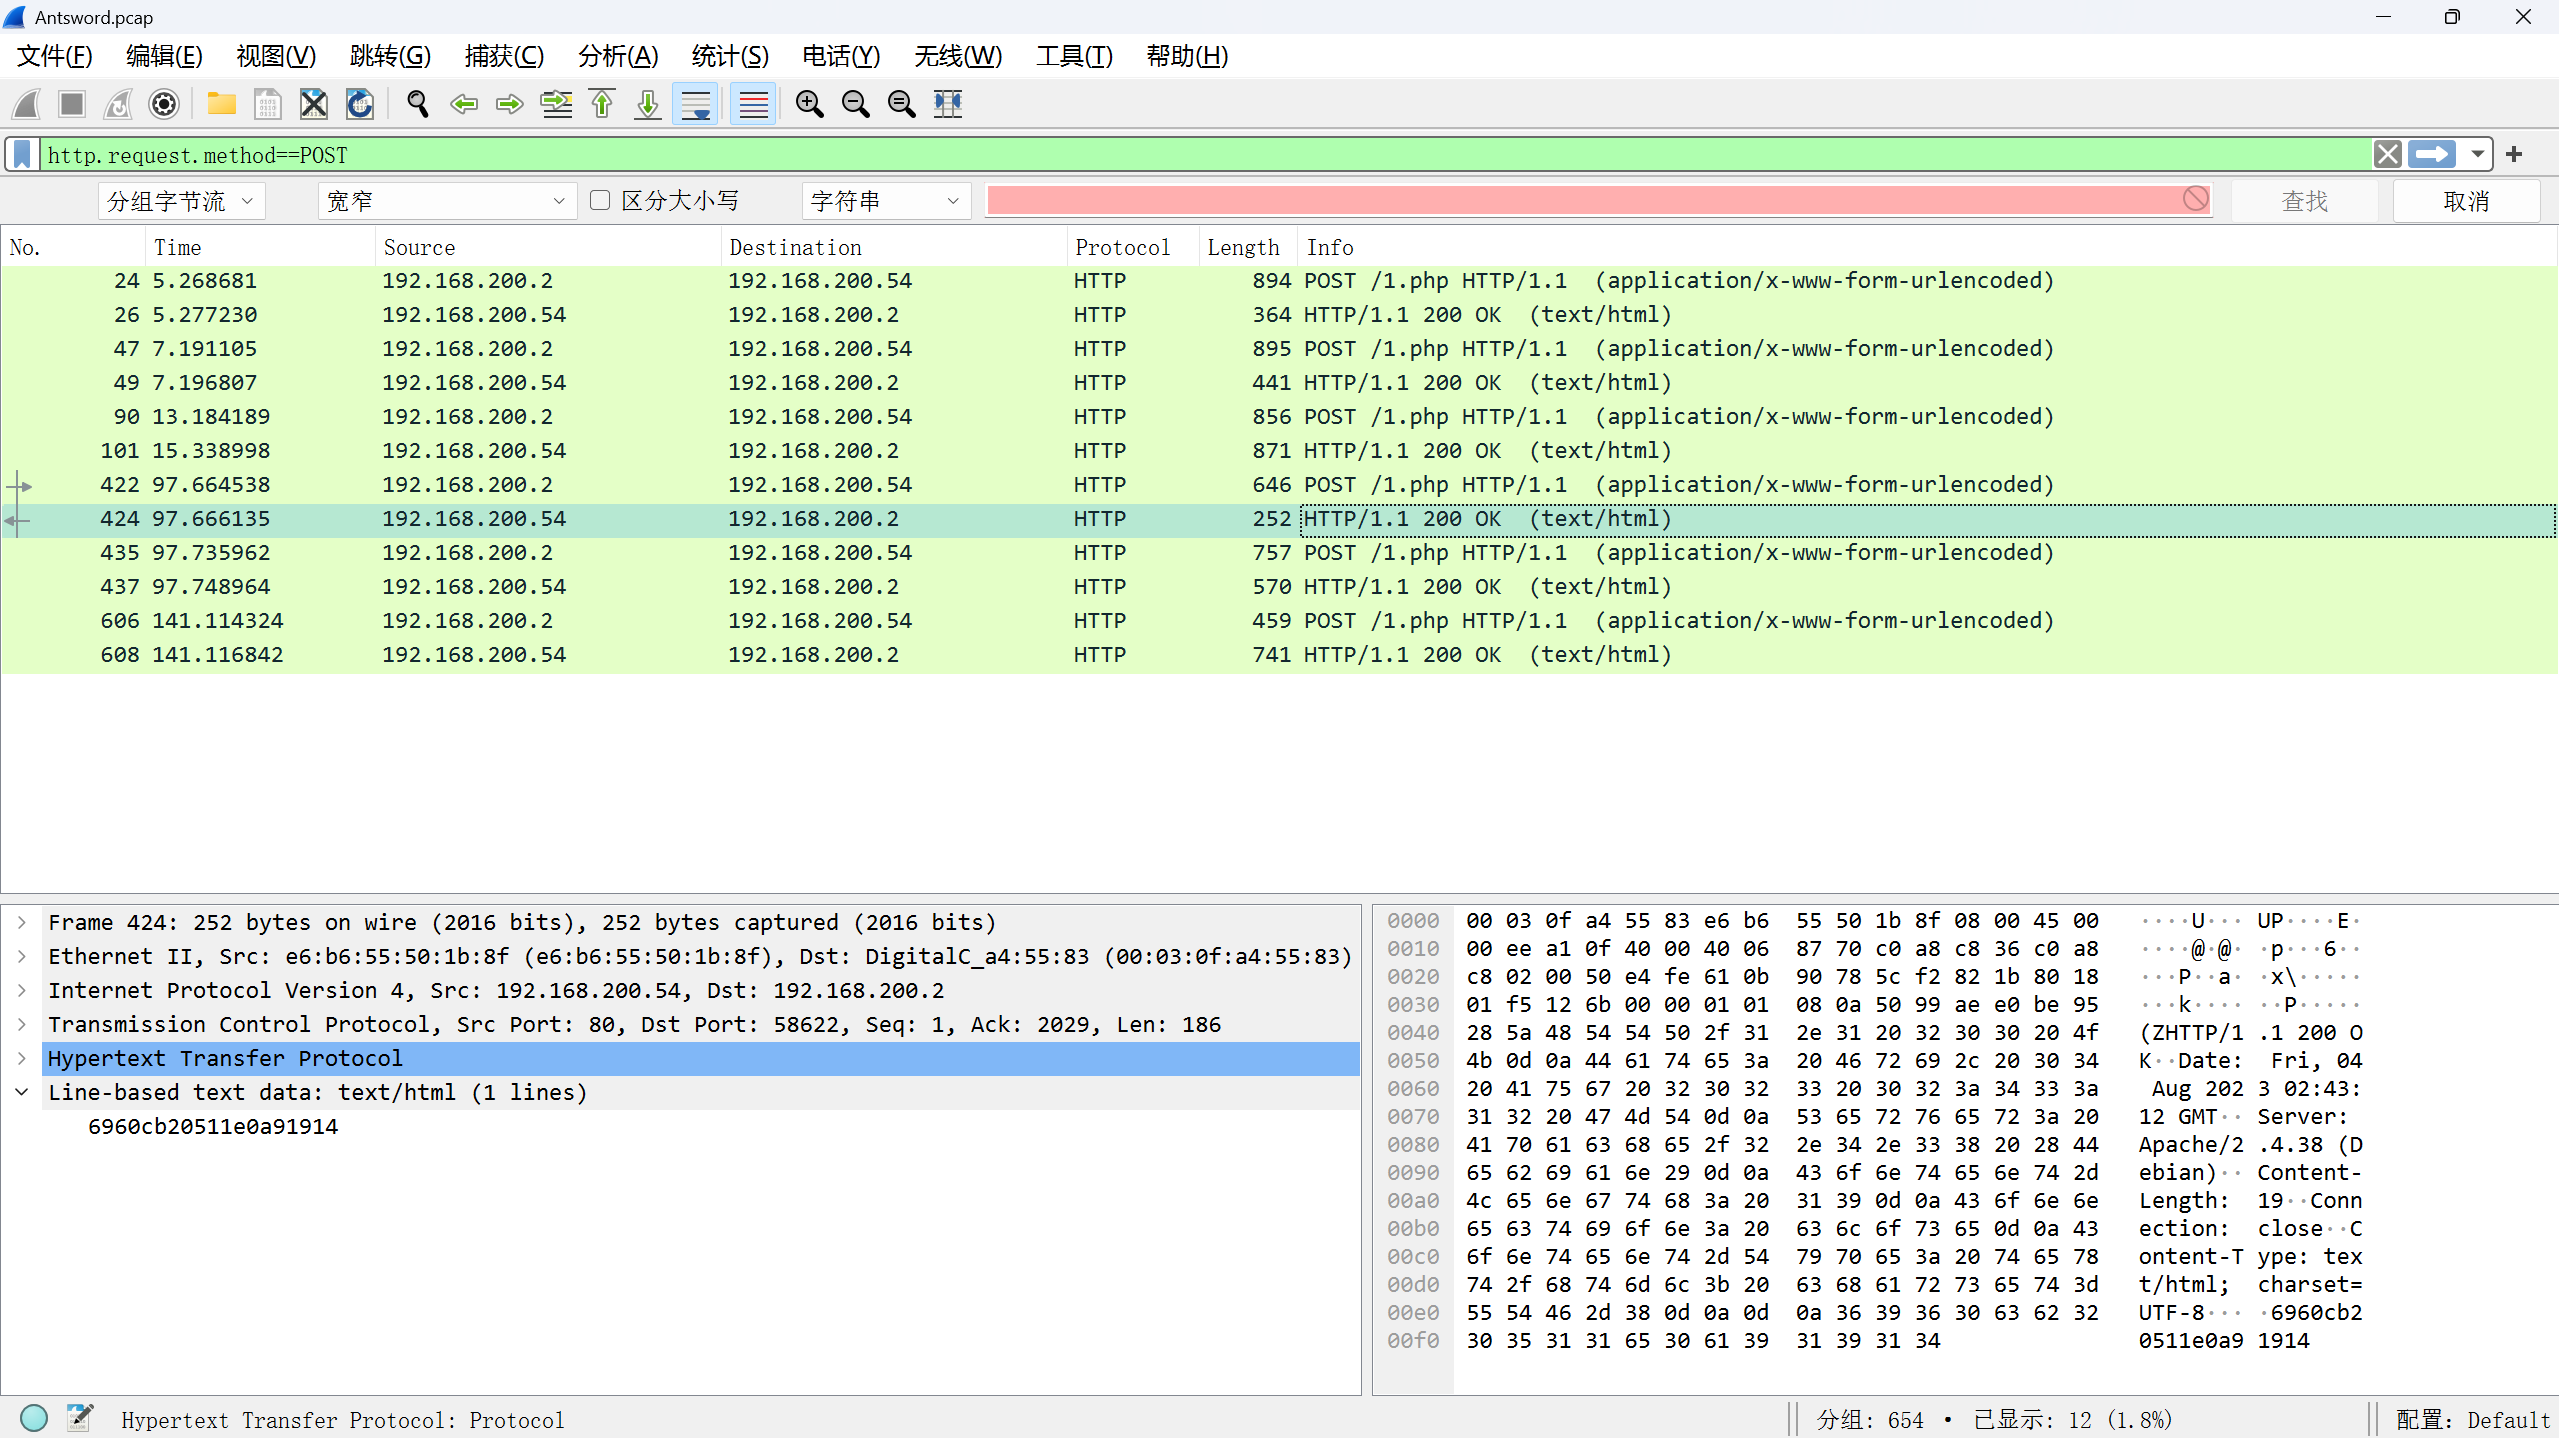 Antsword.pcap
文件(F) 编辑(E) 视图(V) 跳转(G) 捕获(C) 分析(A) 统计(S) 电话(Y) 无线(W) 工具(T) 帮助(H)
http.request.method==POST
分组字节流 宽窄 区分大小写 字符串 查找 取消
No. Time Source Destination Protocol Length Info
24 5.268681 192.168.200.2 192.168.200.54 HTTP 894 POST /1.php HTTP/1.1 (application/x-www-form-urlencoded)
26 5.277230 192.168.200.54 192.168.200.2 HTTP 364 HTTP/1.1 200 OK (text/html)
47 7.191105 192.168.200.2 192.168.200.54 HTTP 895 POST /1.php HTTP/1.1 (application/x-www-form-urlencoded)
49 7.196807 192.168.200.54 192.168.200.2 HTTP 441 HTTP/1.1 200 OK (text/html)
90 13.184189 192.168.200.2 192.168.200.54 HTTP 856 POST /1.php HTTP/1.1 (application/x-www-form-urlencoded)
101 15.338998 192.168.200.54 192.168.200.2 HTTP 871 HTTP/1.1 200 OK (text/html)
422 97.664538 192.168.200.2 192.168.200.54 HTTP 646 POST /1.php HTTP/1.1 (application/x-www-form-urlencoded)
424 97.666135 192.168.200.54 192.168.200.2 HTTP 252 HTTP/1.1 200 OK (text/html)
435 97.735962 192.168.200.2 192.168.200.54 HTTP 757 POST /1.php HTTP/1.1 (application/x-www-form-urlencoded)
437 97.748964 192.168.200.54 192.168.200.2 HTTP 570 HTTP/1.1 200 OK (text/html)
606 141.114324 192.168.200.2 192.168.200.54 HTTP 459 POST /1.php HTTP/1.1 (application/x-www-form-urlencoded)
608 141.116842 192.168.200.54 192.168.200.2 HTTP 741 HTTP/1.1 200 OK (text/html)
Frame 424: 252 bytes on wire (2016 bits), 252 bytes captured (2016 bits)
Ethernet II, Src: e6:b6:55:50:1b:8f (e6:b6:55:50:1b:8f), Dst: DigitalC_a4:55:83 (00:03:0f:a4:55:83)
Internet Protocol Version 4, Src: 192.168.200.54, Dst: 192.168.200.2
Transmission Control Protocol, Src Port: 80, Dst Port: 58622, Seq: 1, Ack: 2029, Len: 186
Hypertext Transfer Protocol
Line-based text data: text/html (1 lines)
6960cb20511e0a91914
0000 00 03 0f a4 55 83 e6 b6 55 50 1b 8f 08 00 45 00 ····U··· UP····E·
0010 00 ee a1 0f 40 00 40 06 87 70 c0 a8 c8 36 c0 a8 ····@·@· ·p···6··
0020 c8 02 00 50 e4 fe 61 0b 90 78 5c f2 82 1b 80 18 ···P··a· ·x\·····
0030 01 f5 12 6b 00 00 01 01 08 0a 50 99 ae e0 be 95 ···k···· ··P·····
0040 28 5a 48 54 54 50 2f 31 2e 31 20 32 30 30 20 4f (ZHTTP/1 .1 200 O
0050 4b 0d 0a 44 61 74 65 3a 20 46 72 69 2c 20 30 34 K··Date: Fri, 04
0060 20 41 75 67 20 32 30 32 33 20 30 32 3a 34 33 3a Aug 202 3 02:43:
0070 31 32 20 47 4d 54 0d 0a 53 65 72 76 65 72 3a 20 12 GMT·· Server:
0080 41 70 61 63 68 65 2f 32 2e 34 2e 33 38 20 28 44 Apache/2 .4.38 (D
0090 65 62 69 61 6e 29 0d 0a 43 6f 6e 74 65 6e 74 2d ebian)·· Content-
00a0 4c 65 6e 67 74 68 3a 20 31 39 0d 0a 43 6f 6e 6e Length: 19··Conn
00b0 65 63 74 69 6f 6e 3a 20 63 6c 6f 73 65 0d 0a 43 ection: close··C
00c0 6f 6e 74 65 6e 74 2d 54 79 70 65 3a 20 74 65 78 ontent-T ype: tex
00d0 74 2f 68 74 6d 6c 3b 20 63 68 61 72 73 65 74 3d t/html; charset=
00e0 55 54 46 2d 38 0d 0a 0d 0a 36 39 36 30 63 62 32 UTF-8··· ·6960cb2
00f0 30 35 31 31 65 30 61 39 31 39 31 34 0511e0a9 1914
Hypertext Transfer Protocol: Protocol 分组: 654 · 已显示: 12 (1.8%) 配置: Default